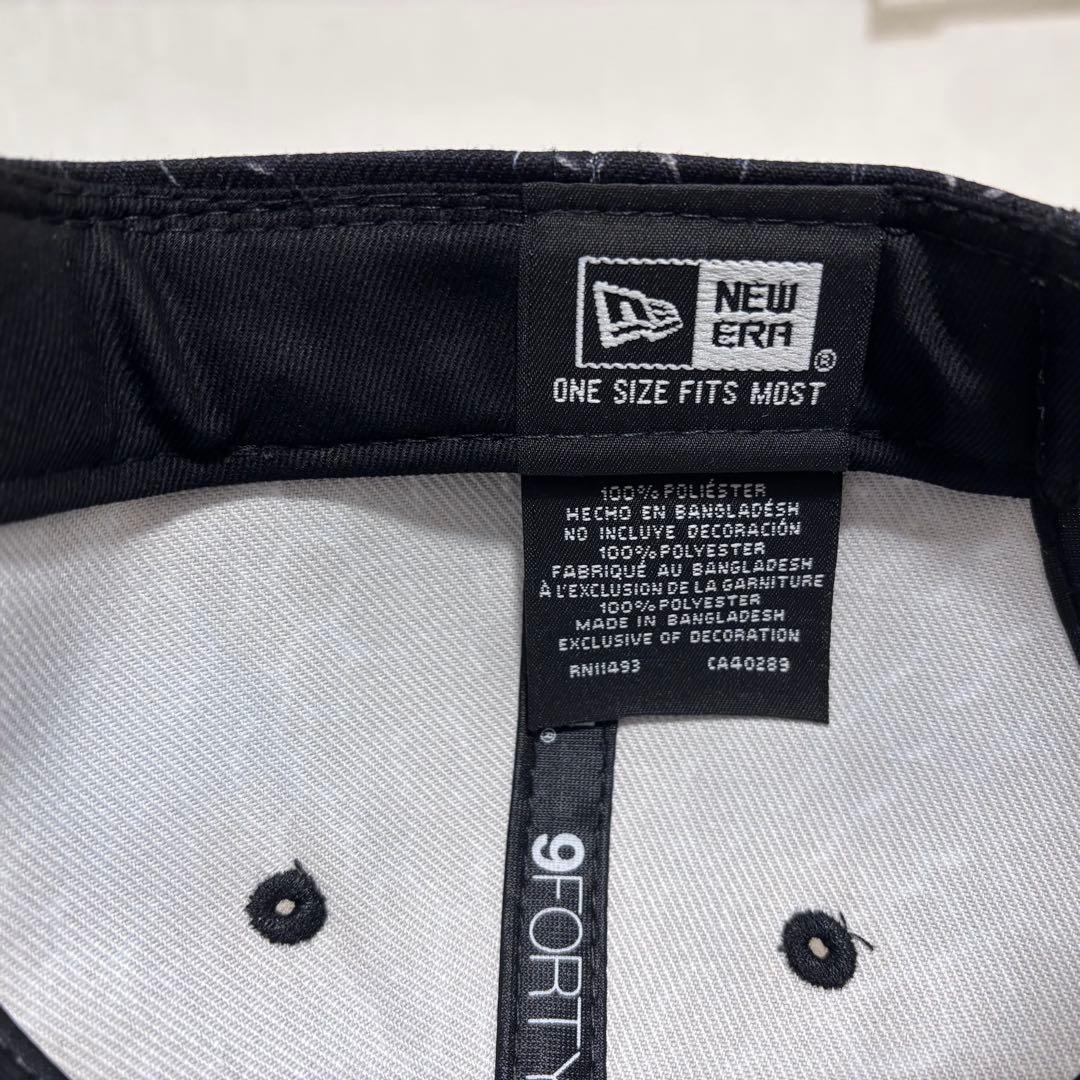 NEW
ERA
®
ONE SIZE FITS MOST
100% POLIÉSTER
HECHO EN BANGLADÉSH
NO INCLUYE DECORACIÓN
100% POLYESTER
FABRIQUÉ AU BANGLADESH
À L'EXCLUSION DE LA GARNITURE
100% POLYESTER
MADE IN BANGLADESH
EXCLUSIVE OF DECORATION
RN11493 CA40289
®
9FORTY